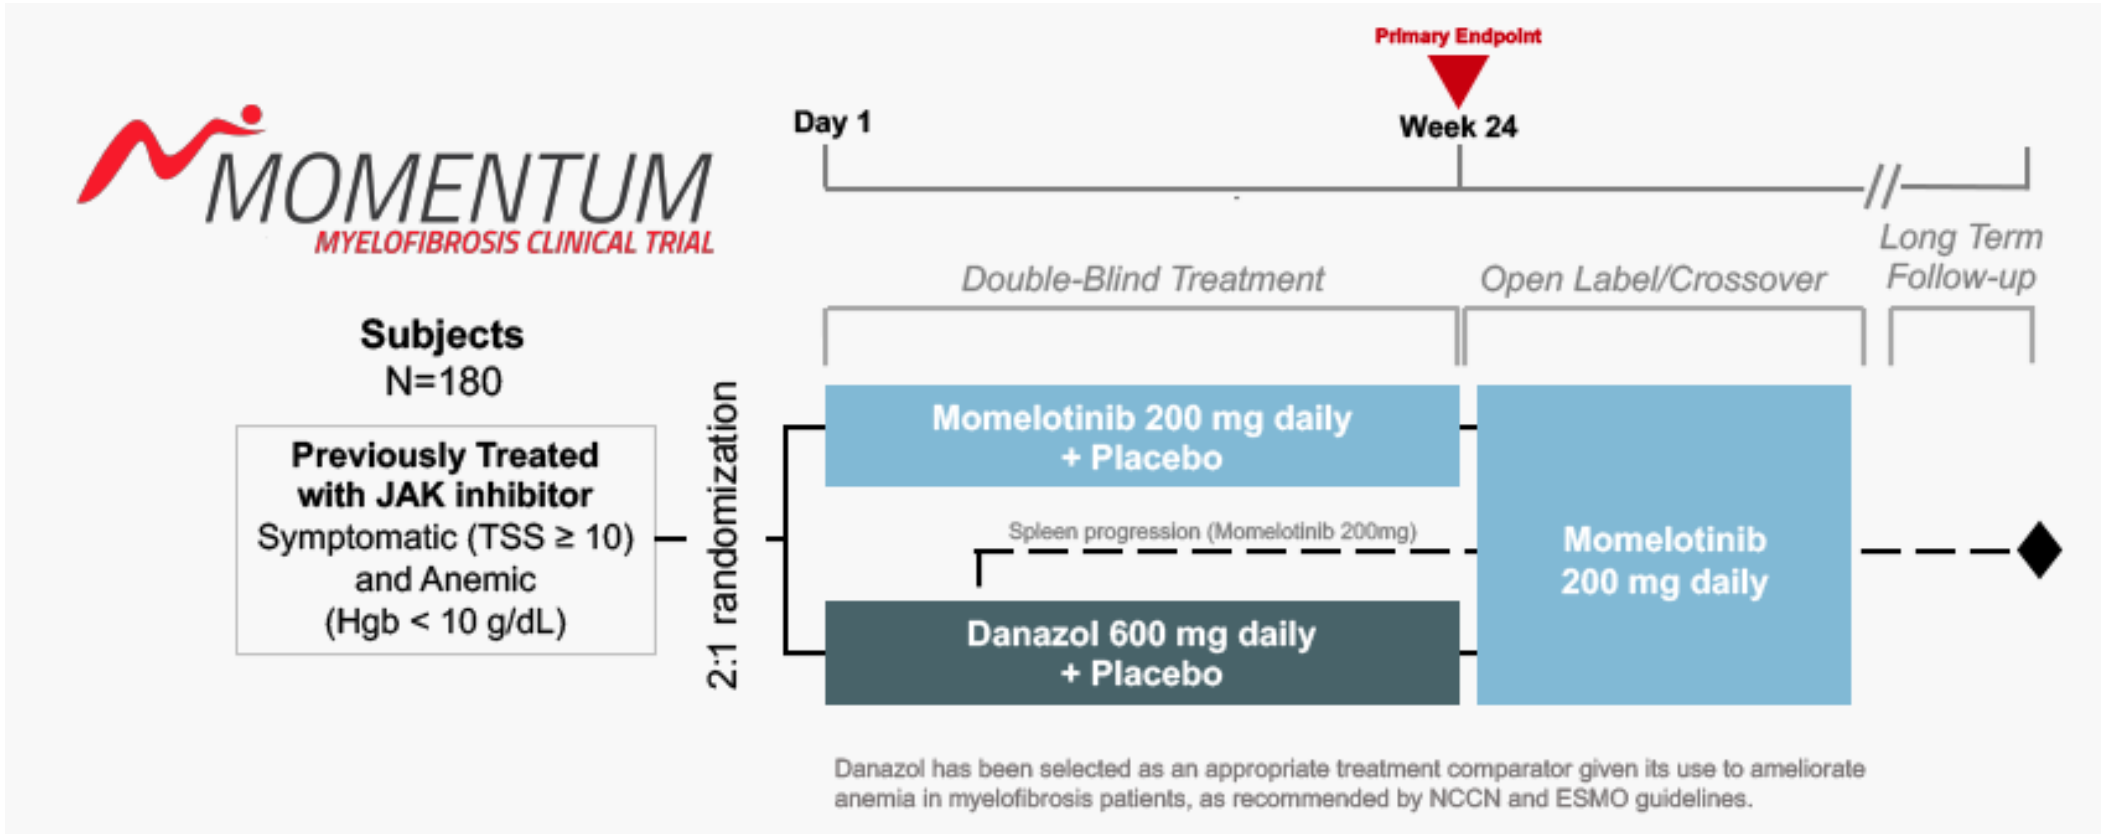 Primary Endpoint
Day 1
Week 24
MOMENTUM
MYELOFIBROSIS CLINICAL TRIAL
Long Term
Follow-up
Double-Blind Treatment
Open Label/Crossover
Subjects
N=180
Previously Treated
with JAK inhibitor
Symptomatic (TSS ≥ 10)
and Anemic
(Hgb < 10 g/dL)
2:1 randomization
Momelotinib 200 mg daily
+ Placebo
Spleen progression (Momelotinib 200mg)
Danazol 600 mg daily
+ Placebo
Momelotinib
200 mg daily
Danazol has been selected as an appropriate treatment comparator given its use to ameliorate
anemia in myelofibrosis patients, as recommended by NCCN and ESMO guidelines.